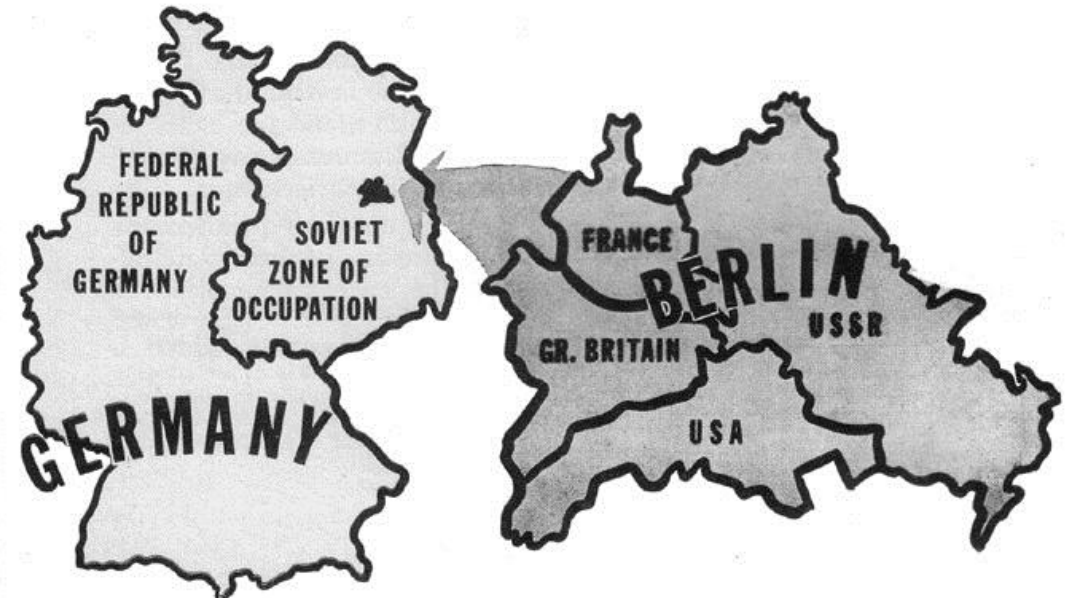 FEDERAL
REPUBLIC
OF
GERMANY
SOVIET
ZONE OF
OCCUPATION
GERMANY
FRANCE
BERLIN
USSR
GR. BRITAIN
USA